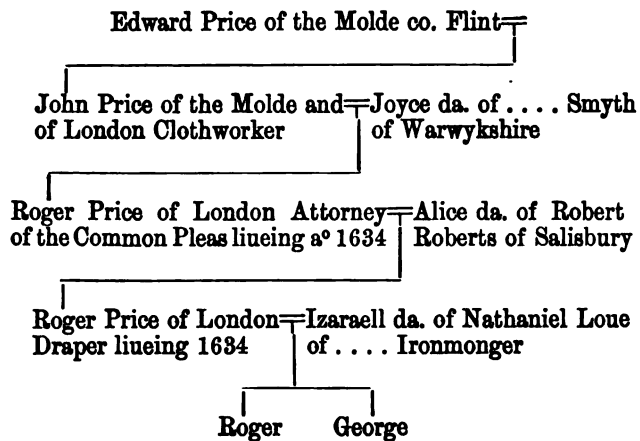 Edward Price of the Molde co. Flint=
John Price of the Molde and=Joyce da. of .... Smyth
of London Clothworker of Warwykshire
Roger Price of London Attorney=Alice da. of Robert
of the Common Pleas liueing aº 1634 Roberts of Salisbury
Roger Price of London=Izaraell da. of Nathaniel Loue
Draper liueing 1634 of .... Ironmonger
Roger George